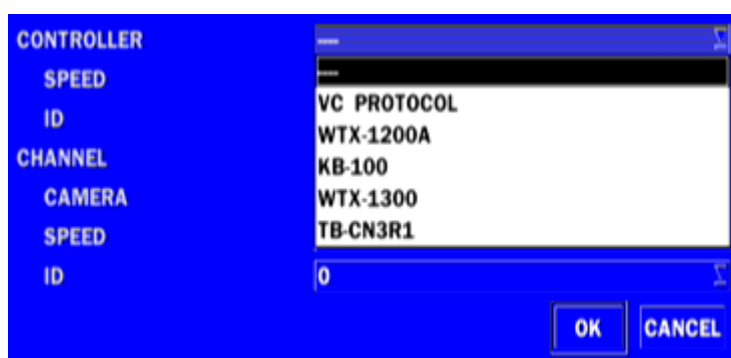 CONTROLLER ----
SPEED ----
ID VC PROTOCOL
WTX-1200A
CHANNEL KB-100
CAMERA WTX-1300
SPEED TB-CN3R1
ID 0
OK CANCEL